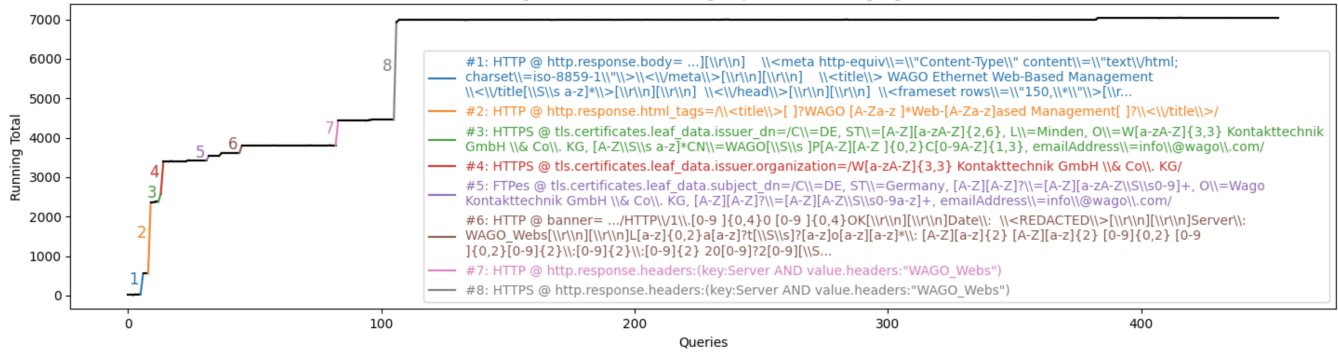 7000
6000
5000
4000
3000
2000
1000
0
Running Total
0
100
200
300
400
Queries
1
2
3
4
5
6
7
8
#1: HTTP @ http.response.body= ...][\\r\\n]    \\<meta http-equiv\\=\\"Content-Type\\" content\\=\\"text\\/html;
charset\\=iso-8859-1\\"\\>\\<\\/meta\\>[\\r\\n][\\r\\n]    \\<title\\> WAGO Ethernet Web-Based Management
\\<\\/title[\\S\\s a-z]*\\>[\\r\\n][\\r\\n]  \\<\\/head\\>[\\r\\n][\\r\\n]  \\<frameset rows\\=\\"150,\\*\\"\\>[\\r...
#2: HTTP @ http.response.html_tags=/\\<title\\>[ ]?WAGO [A-Za-z ]*Web-[A-Za-z]ased Management[ ]?\\<\\/title\\>/
#3: HTTPS @ tls.certificates.leaf_data.issuer_dn=/C\\=DE, ST\\=[A-Z][a-zA-Z]{2,6}, L\\=Minden, O\\=W[a-zA-Z]{3,3} Kontakttechnik
GmbH \\& Co\\. KG, [A-Z\\S\\s a-z]*CN\\=WAGO[\\S\\s ]P[A-Z][A-Z ]{0,2}C[0-9A-Z]{1,3}, emailAddress\\=info\\@wago\\.com/
#4: HTTPS @ tls.certificates.leaf_data.issuer.organization=/W[a-zA-Z]{3,3} Kontakttechnik GmbH \\& Co\\. KG/
#5: FTPes @ tls.certificates.leaf_data.subject_dn=/C\\=DE, ST\\=Germany, [A-Z][A-Z]?\\=[A-Z][a-zA-Z\\S\\s0-9]+, O\\=Wago
Kontakttechnik GmbH \\& Co\\. KG, [A-Z][A-Z]?\\=[A-Z][A-Z\\S\\s0-9a-z]+, emailAddress\\=info\\@wago\\.com/
#6: HTTP @ banner= .../HTTP\\/1\\.[0-9 ]{0,4}0 [0-9 ]{0,4}OK[\\r\\n][\\r\\n]Date\\:  \\<REDACTED\\>[\\r\\n][\\r\\n]Server\\:
WAGO_Webs[\\r\\n][\\r\\n]L[a-z]{0,2}a[a-z]?t[\\S\\s]?[a-z]o[a-z][a-z]*\\: [A-Z][a-z]{2} [A-Z][a-z]{2} [0-9]{0,2} [0-9
]{0,2}[0-9]{2}\\:[0-9]{2}\\:[0-9]{2} 20[0-9]?2[0-9][\\S...
#7: HTTP @ http.response.headers:(key:Server AND value.headers:"WAGO_Webs")
#8: HTTPS @ http.response.headers:(key:Server AND value.headers:"WAGO_Webs")